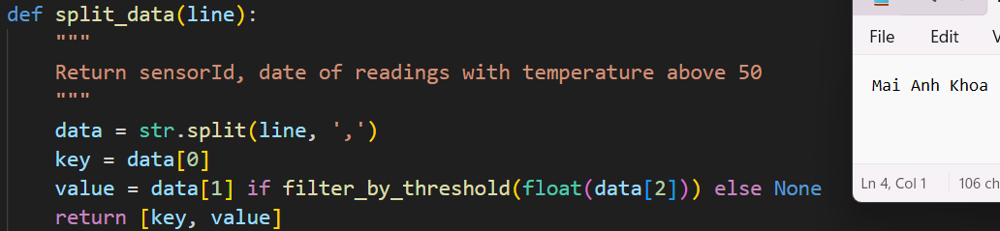 def split_data(line):
    """
    Return sensorId, date of readings with temperature above 50
    """
    data = str.split(line, ',')
    key = data[0]
    value = data[1] if filter_by_threshold(float(data[2])) else None
    return [key, value]
File Edit
Mai Anh Khoa
Ln 4, Col 1 106 ch